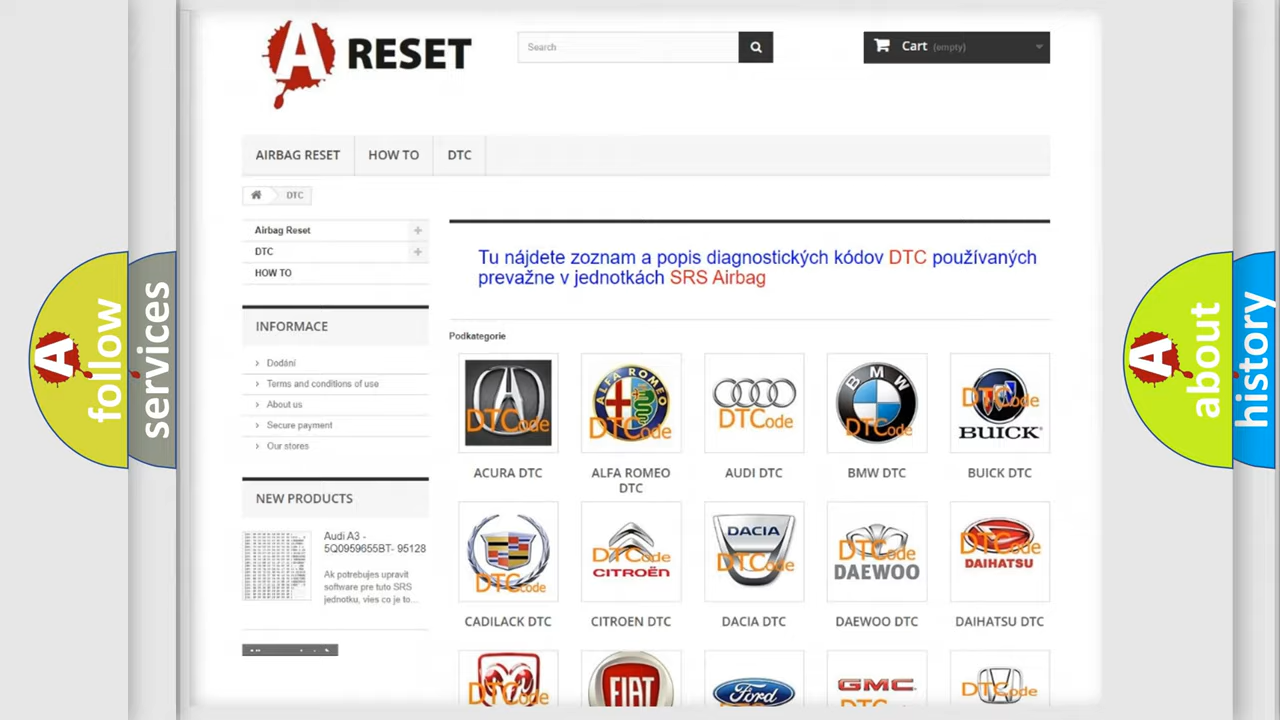 A RESET
Search
Cart (empty)
AIRBAG RESET
HOW TO
DTC
DTC
Airbag Reset
DTC
HOW TO
INFORMACE
Dodání
Terms and conditions of use
About us
Secure payment
Our stores
NEW PRODUCTS
Audi A3 -
5Q0959655BT- 95128
Ak potrebujes upravit
software pre tuto SRS
jednotku, vies co je to...
Tu nájdete zoznam a popis diagnostických kódov DTC používaných
prevažne v jednotkách SRS Airbag
Podkategorie
DTCode
ALFA ROMEO
DTCode
DTCode
BMW
DTCode
DTCode
BUICK
ACURA DTC
ALFA ROMEO
DTC
AUDI DTC
BMW DTC
BUICK DTC
DTCode
DTCode
CITROËN
DACIA
DTCode
DTCode
DAEWOO
DTCode
DAIHATSU
CADILACK DTC
CITROEN DTC
DACIA DTC
DAEWOO DTC
DAIHATSU DTC
DTCode
FIAT
Ford
GMC
DTCode
A follow
services
A about
history